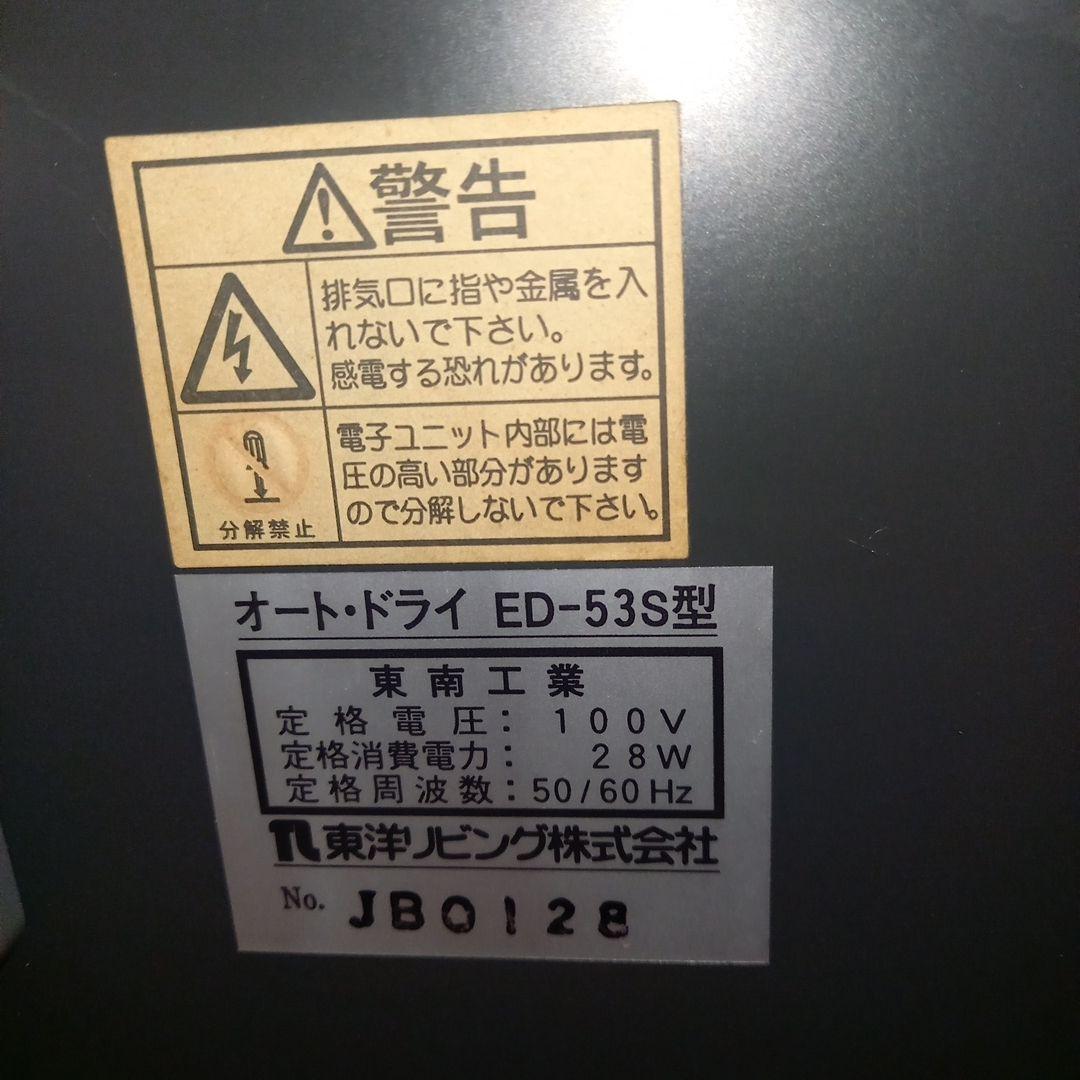 警告
排気口に指や金属を入
れないで下さい。
感電する恐れがあります。
分解禁止
電子ユニット内部には電
圧の高い部分があります
ので分解しないで下さい。
オート・ドライ ED-53S型
東南工業
定格電圧: 100V
定格消費電力: 28W
定格周波数: 50/60Hz
東洋リビング株式会社
No. JB0128